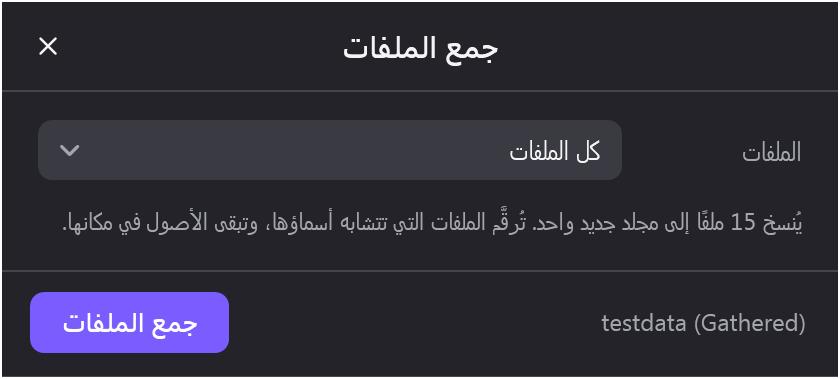 جمع الملفات
الملفات
كل الملفات
يُنسخ 15 ملفًا إلى مجلد جديد واحد. تُرقَّم الملفات التي تتشابه أسماؤها، وتبقى الأصول في مكانها.
testdata (Gathered)
جمع الملفات